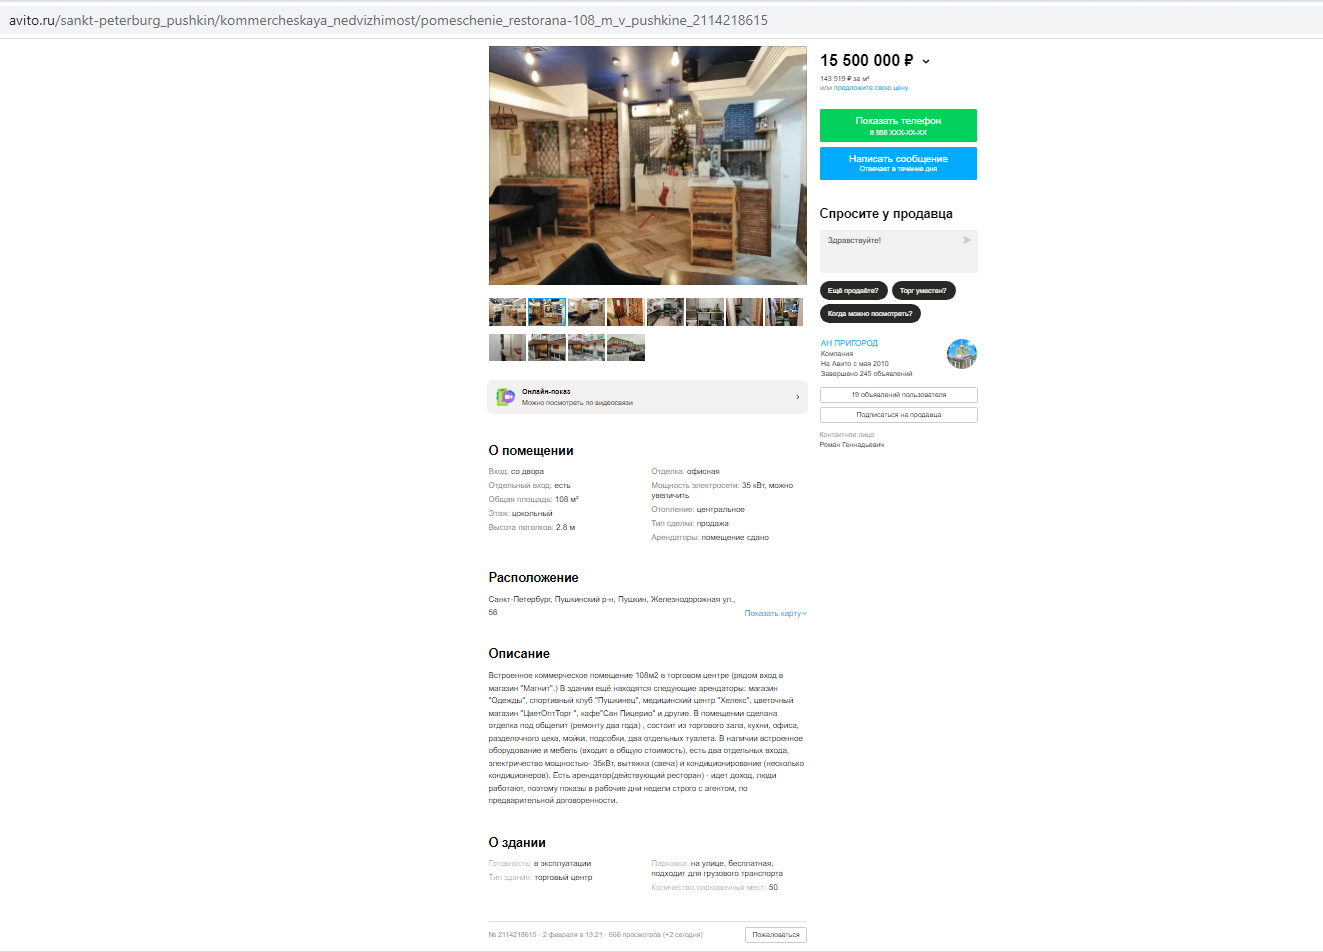 avito.ru/sankt-peterburg_pushkin/kommercheskaya_nedvizhimost/pomeschenie_restorana-108_m_v_pushkine_2114218615
15 500 000 ₽
143 519 ₽ за м²
или предложите свою цену
Показать телефон
8 958 XXX-XX-XX
Написать сообщение
Отвечает в течение дня
Спросите у продавца
Здравствуйте!
Ещё продаёте?
Торг уместен?
Когда можно посмотреть?
АН ПРИГОРОД
Компания
На Авито с мая 2010
Завершено 245 объявлений
19 объявлений пользователя
Подписаться на продавца
Контактное лицо
Роман Геннадьевич
Онлайн-показ
Можно посмотреть по видеосвязи
О помещении
Вход: со двора
Отдельный вход: есть
Общая площадь: 108 м²
Этаж: цокольный
Высота потолков: 2.8 м
Отделка: офисная
Мощность электросети: 35 кВт, можно
увеличить
Отопление: центральное
Тип сделки: продажа
Арендаторы: помещение сдано
Расположение
Санкт-Петербург, Пушкинский р-н, Пушкин, Железнодорожная ул.,
56
Показать карту
Описание
Встроенное коммерческое помещение 108м2 в торговом центре (рядом вход в
магазин "Магнит".) В здании ещё находятся следующие арендаторы: магазин
"Одежды", спортивный клуб "Пушкинец", медицинский центр "Хелекс", цветочный
магазин "ЦветОптТорг ", кафе"Сан Пицерио" и другие. В помещении сделана
отделка под общепит (ремонту два года) , состоит из торгового зала, кухни, офиса,
разделочного цеха, мойки, подсобки, два отдельных туалета. В наличии встроенное
оборудование и мебель (входит в общую стоимость), есть два отдельных входа,
электричество мощностью- 35кВт, вытяжка (свеча) и кондиционирование (несколько
кондиционеров). Есть арендатор(действующий ресторан) - идет доход, люди
работают, поэтому показы в рабочие дни недели строго с агентом, по
предварительной договоренности.
О здании
Готовность: в эксплуатации
Тип здания: торговый центр
Парковка: на улице, бесплатная,
подходит для грузового транспорта
Количество парковочных мест: 50
№ 2114218615 · 2 февраля в 13:21 · 666 просмотров (+2 сегодня)
Пожаловаться